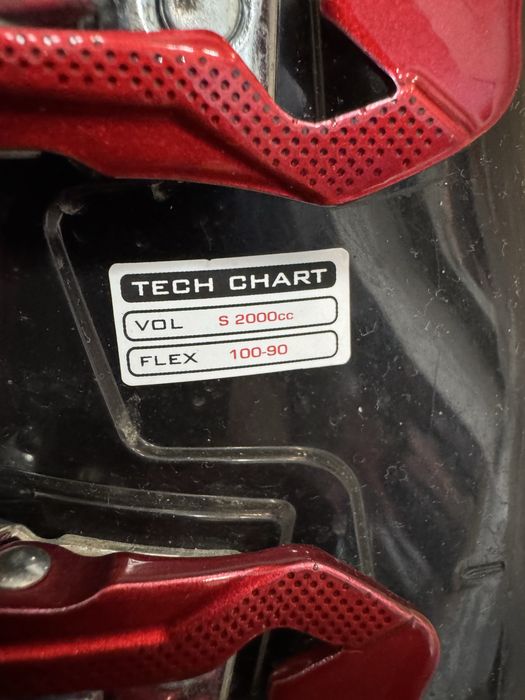 TECH CHART
VOL S 2000cc
FLEX 100-90